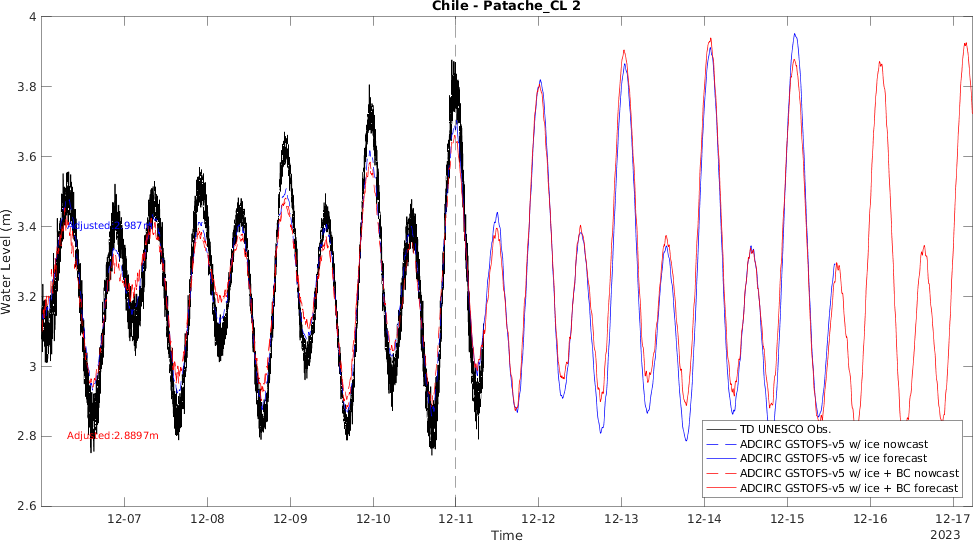 Chile - Patache_CL 2
Water Level (m)
4
3.8
3.6
3.4
3.2
3
2.8
2.6
Adjusted:2.8897m
12-07
12-08
12-09
12-10
12-11
12-12
12-13
12-14
12-15
12-16
12-17
2023
Time
TD UNESCO Obs.
ADCIRC GSTOFS-v5 w/ ice nowcast
ADCIRC GSTOFS-v5 w/ ice forecast
ADCIRC GSTOFS-v5 w/ ice + BC nowcast
ADCIRC GSTOFS-v5 w/ ice + BC forecast